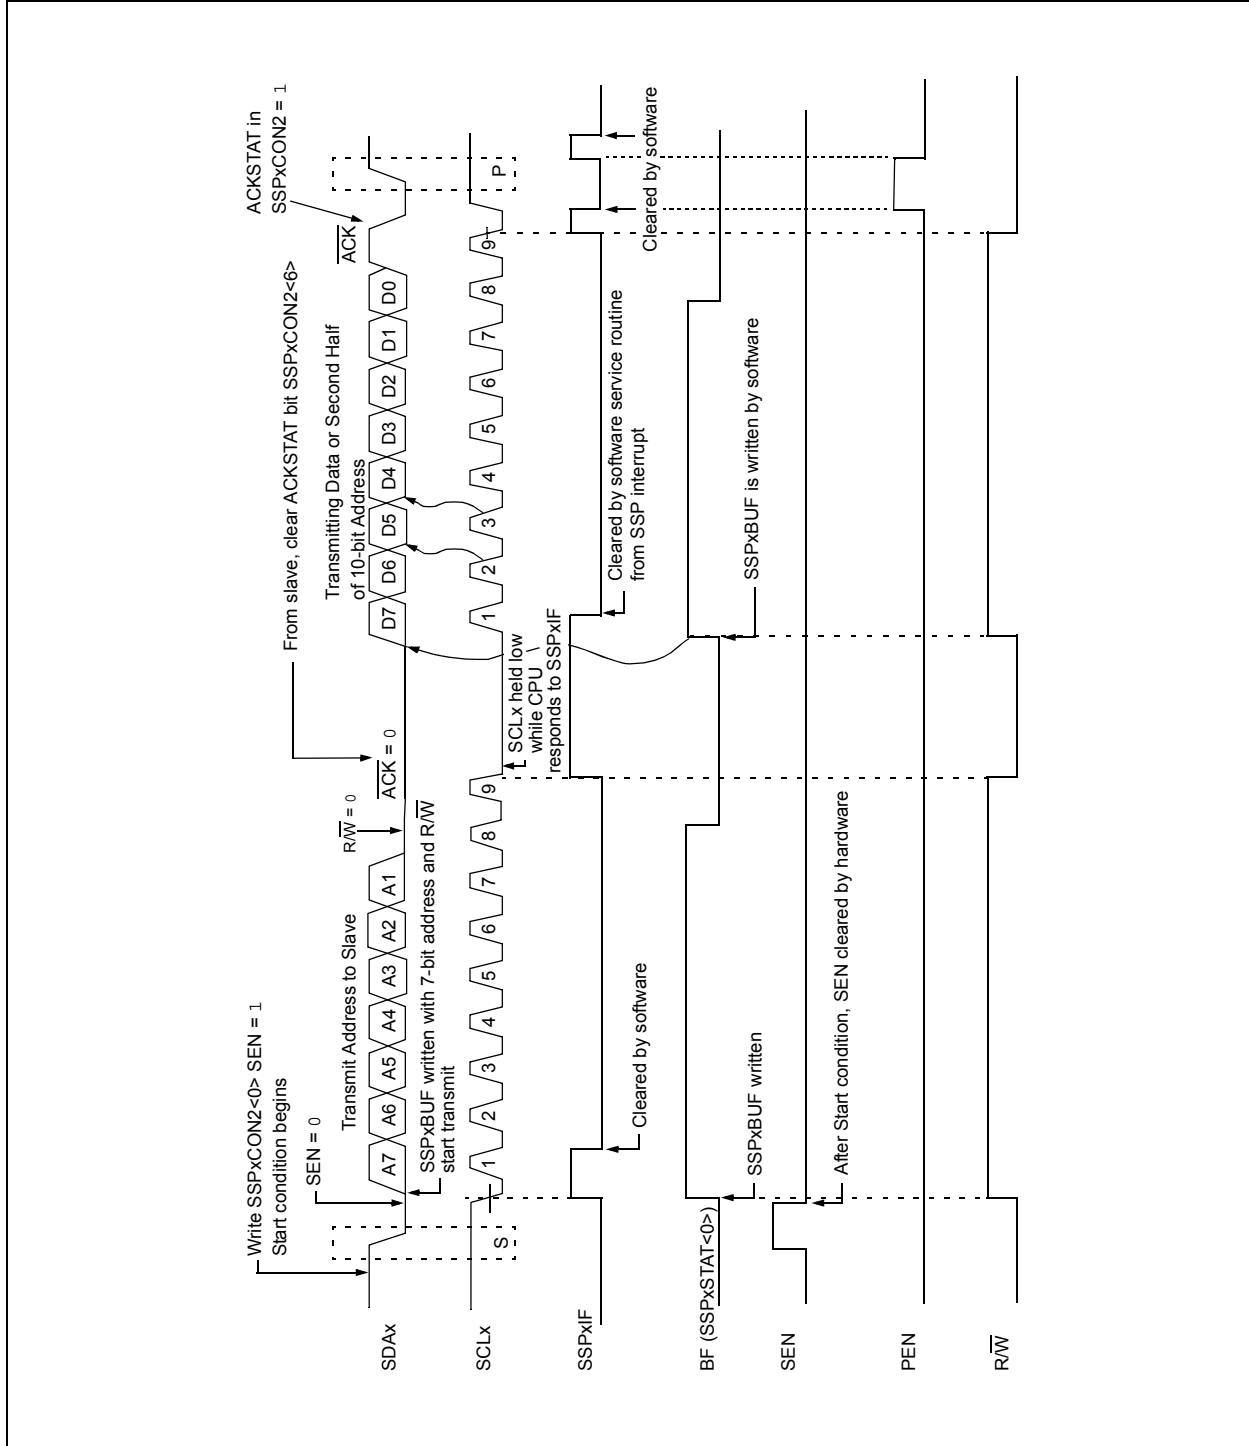 Write SSPxCON2<0> SEN = 1
Start condition begins
SEN = 0
Transmit Address to Slave
R/W = 0
From slave, clear ACKSTAT bit SSPxCON2<6>
ACK = 0
Transmitting Data or Second Half
of 10-bit Address
ACKSTAT in
SSPxCON2 = 1
ACK
SDAx
A7 A6 A5 A4 A3 A2 A1
D7 D6 D5 D4 D3 D2 D1 D0
SSPxBUF written with 7-bit address and R/W
start transmit
SCLx
S
1 2 3 4 5 6 7 8 9
1 2 3 4 5 6 7 8 9
P
SCLx held low
while CPU
responds to SSPxIF
SSPxIF
Cleared by software
Cleared by software service routine
from SSP interrupt
Cleared by software
BF (SSPxSTAT<0>)
SSPxBUF written
SSPxBUF is written by software
SEN
After Start condition, SEN cleared by hardware
PEN
R/W